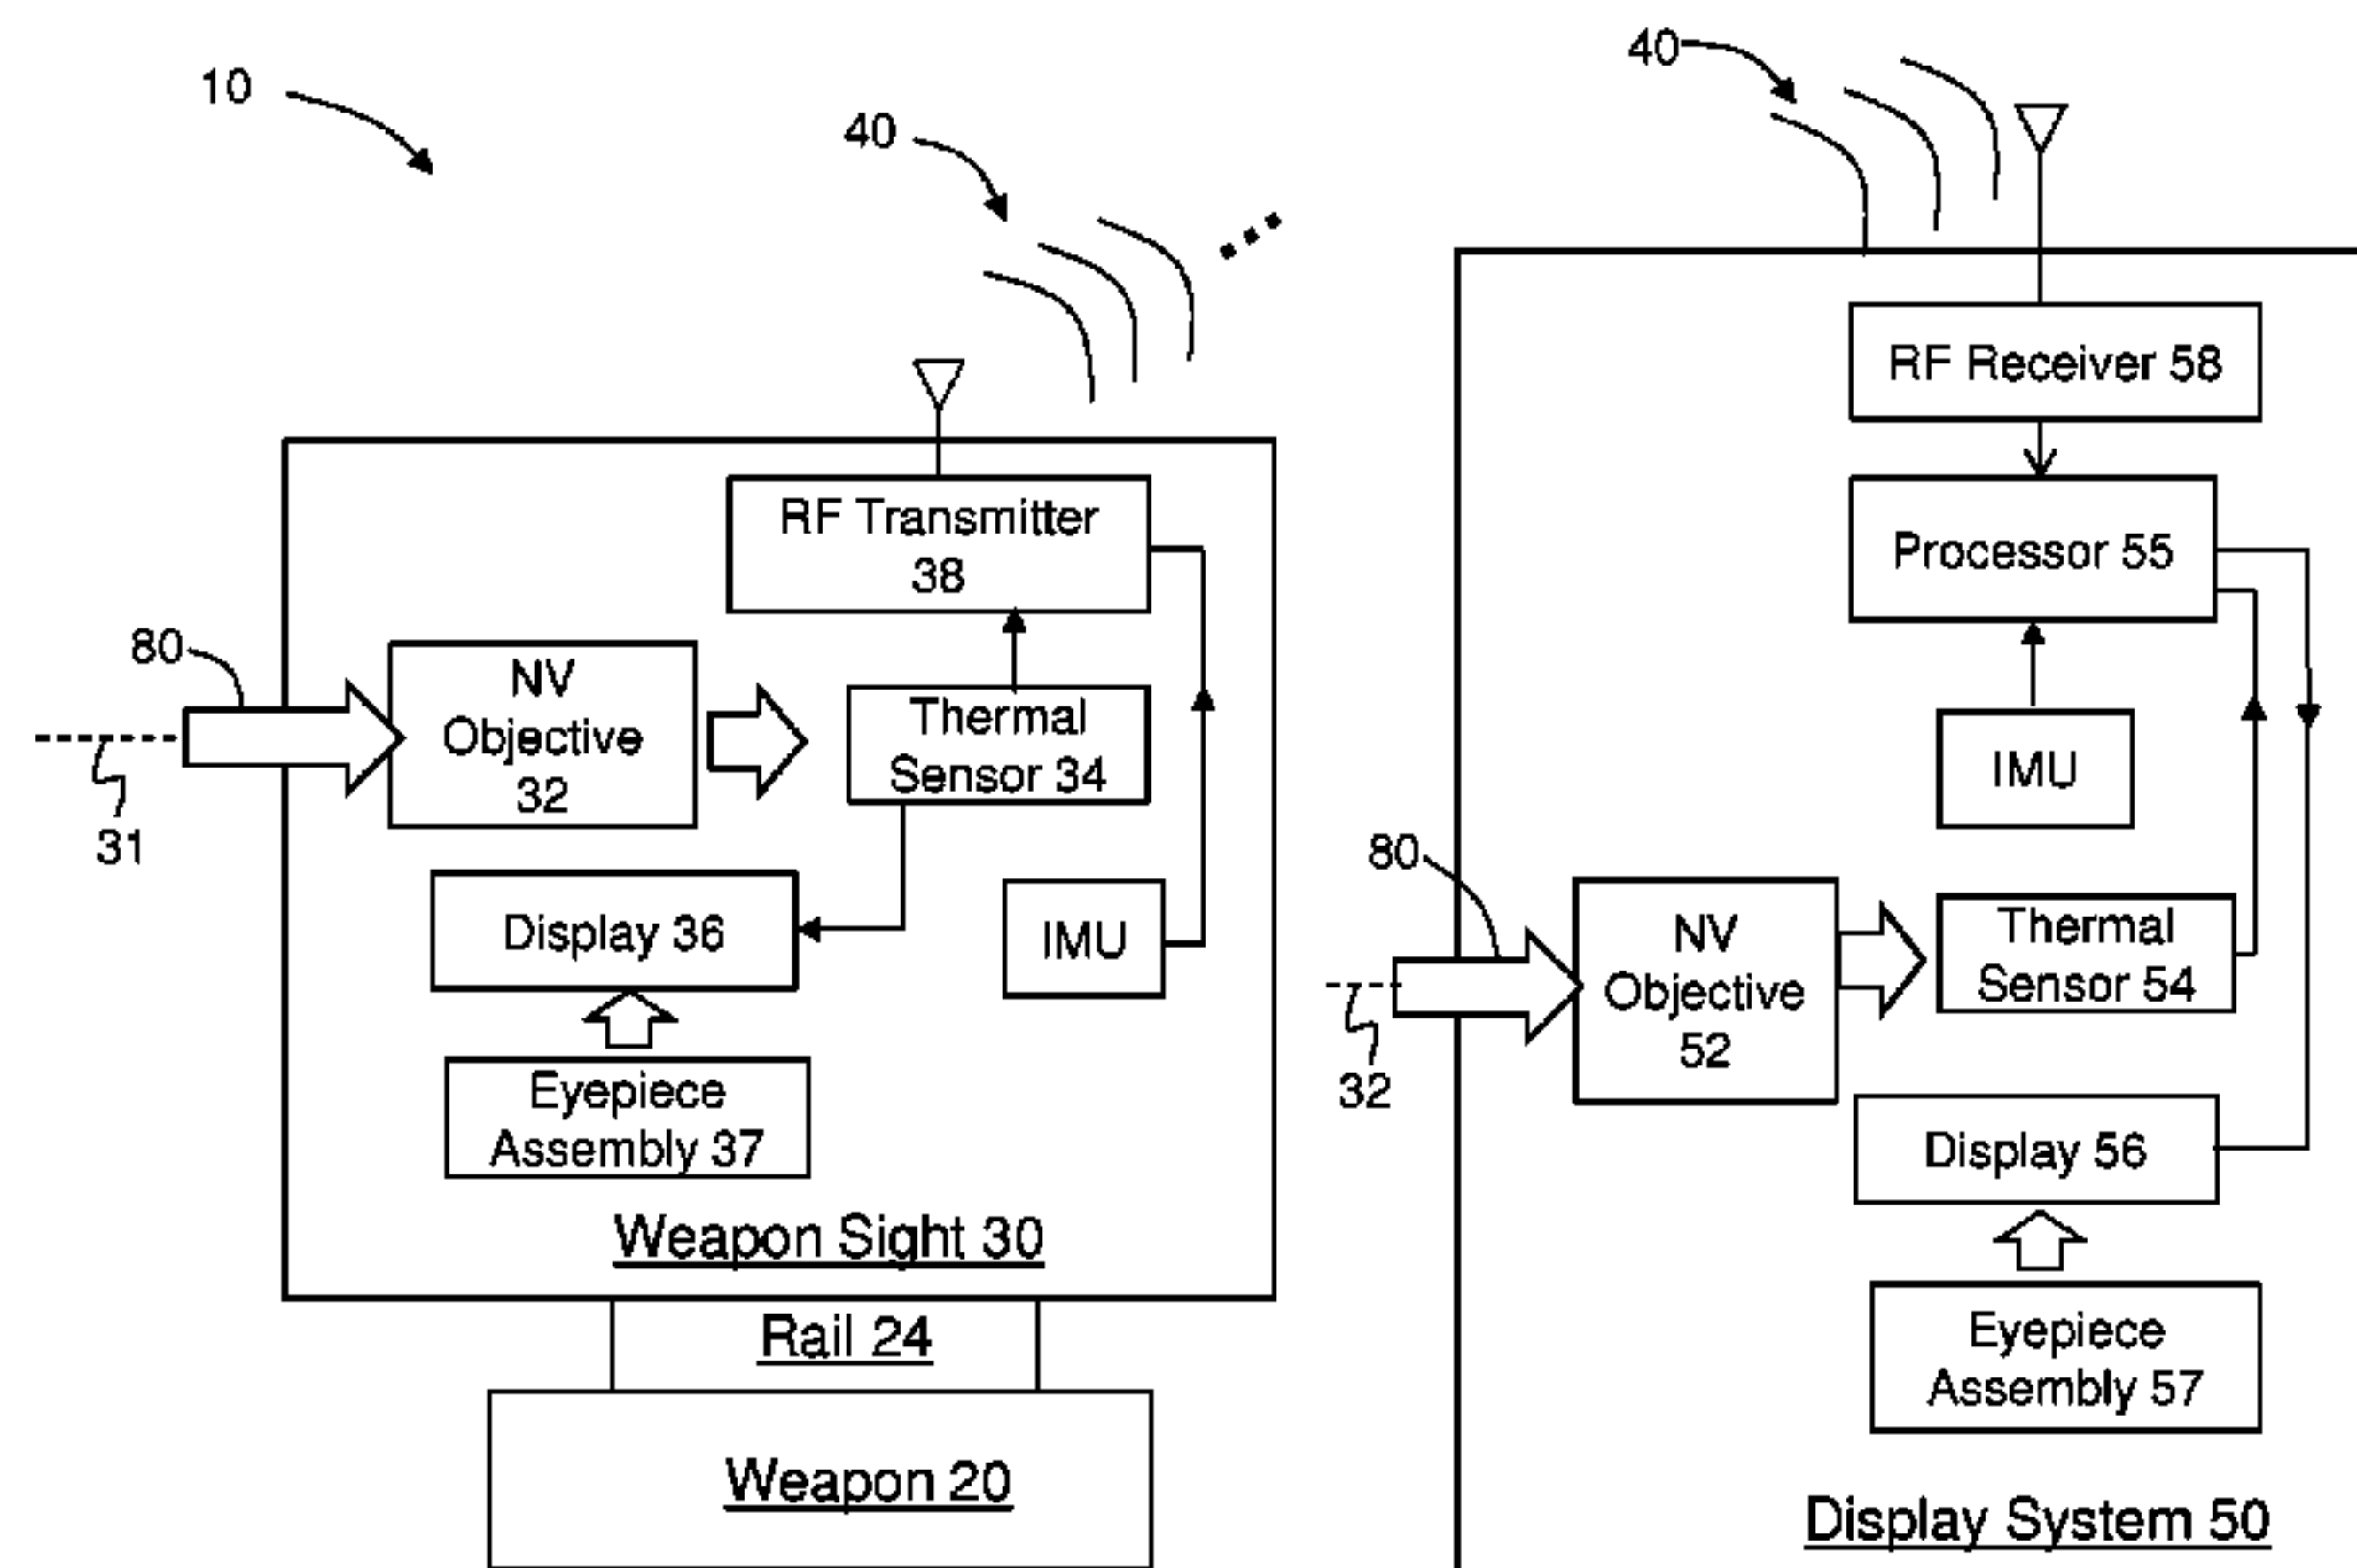 10
40
RF Transmitter
38
80
NV
Objective
32
Thermal
Sensor 34
31
Display 36
IMU
Eyepiece
Assembly 37
Weapon Sight 30
Rail 24
Weapon 20
40
RF Receiver 58
Processor 55
IMU
80
NV
Objective
52
Thermal
Sensor 54
32
Display 56
Eyepiece
Assembly 57
Display System 50